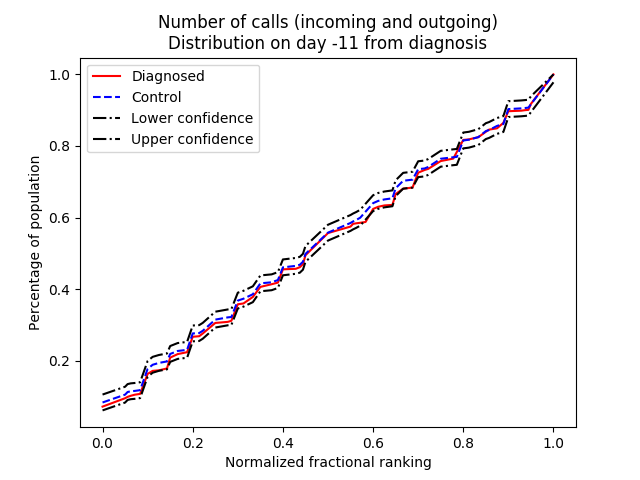 Number of calls (incoming and outgoing)
Distribution on day -11 from diagnosis
Diagnosed
Control
Lower confidence
Upper confidence
Percentage of population
1.0
0.8
0.6
0.4
0.2
0.0 0.2 0.4 0.6 0.8 1.0
Normalized fractional ranking